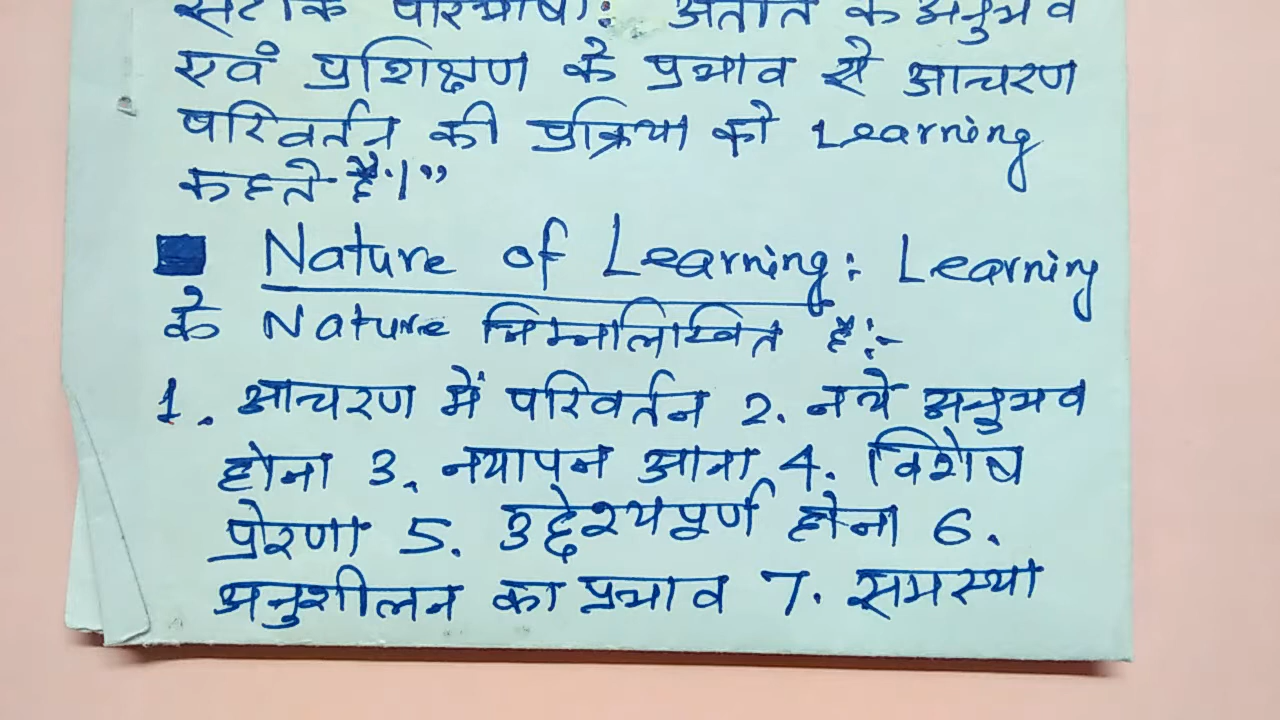 सटीक परिभाषा: अतीत के अनुभव
एवं प्रशिक्षण के प्रभाव से आचरण
परिवर्तन की प्रक्रिया को Learning
कहते हैं।”
Nature of Learning: Learning
के Nature निम्नलिखित हैं:-
1. आचरण में परिवर्तन 2. नये अनुभव
होना 3. नयापन आना 4. विशेष
प्रेरणा 5. उद्देश्यपूर्ण होना 6.
अनुशीलन का प्रभाव 7. समस्या